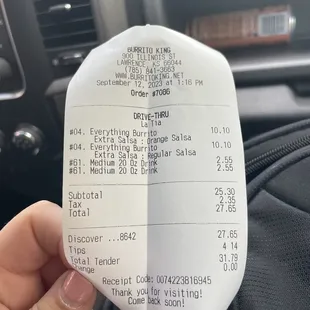 BURRITO KING
900 ILLINOIS ST
LAWRENCE, KS 66044
(785) 841-3663
WWW.BURRITOKING.NET
September 12, 2023 at 1:16 PM
Order #7086
DRIVE-THRU
#04. Everything Burrito 10.10
Extra Salsa : Orange Salsa
#04. Everything Burrito 10.10
Extra Salsa : Regular Salsa
#61. Medium 20 Oz Drink 2.55
#61. Medium 20 Oz Drink 2.55
Subtotal 25.30
Tax 2.35
Total 27.65
Discover ...8642 27.65
Tips 4.14
Total Tender 31.79
ange 0.00
Receipt Code: 0074223816945
Thank you for visiting!
Come back soon!